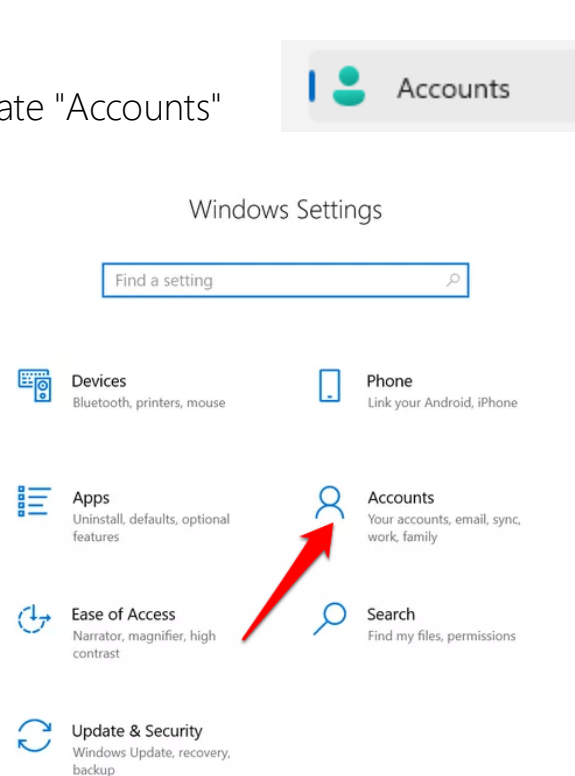 Accounts
ate "Accounts"
Windows Settings
Find a setting
Devices
Bluetooth, printers, mouse
Phone
Link your Android, iPhone
Apps
Uninstall, defaults, optional
features
Accounts
Your accounts, email, sync,
work, family
Ease of Access
Narrator, magnifier, high
contrast
Search
Find my files, permissions
Update & Security
Windows Update, recovery,
backup